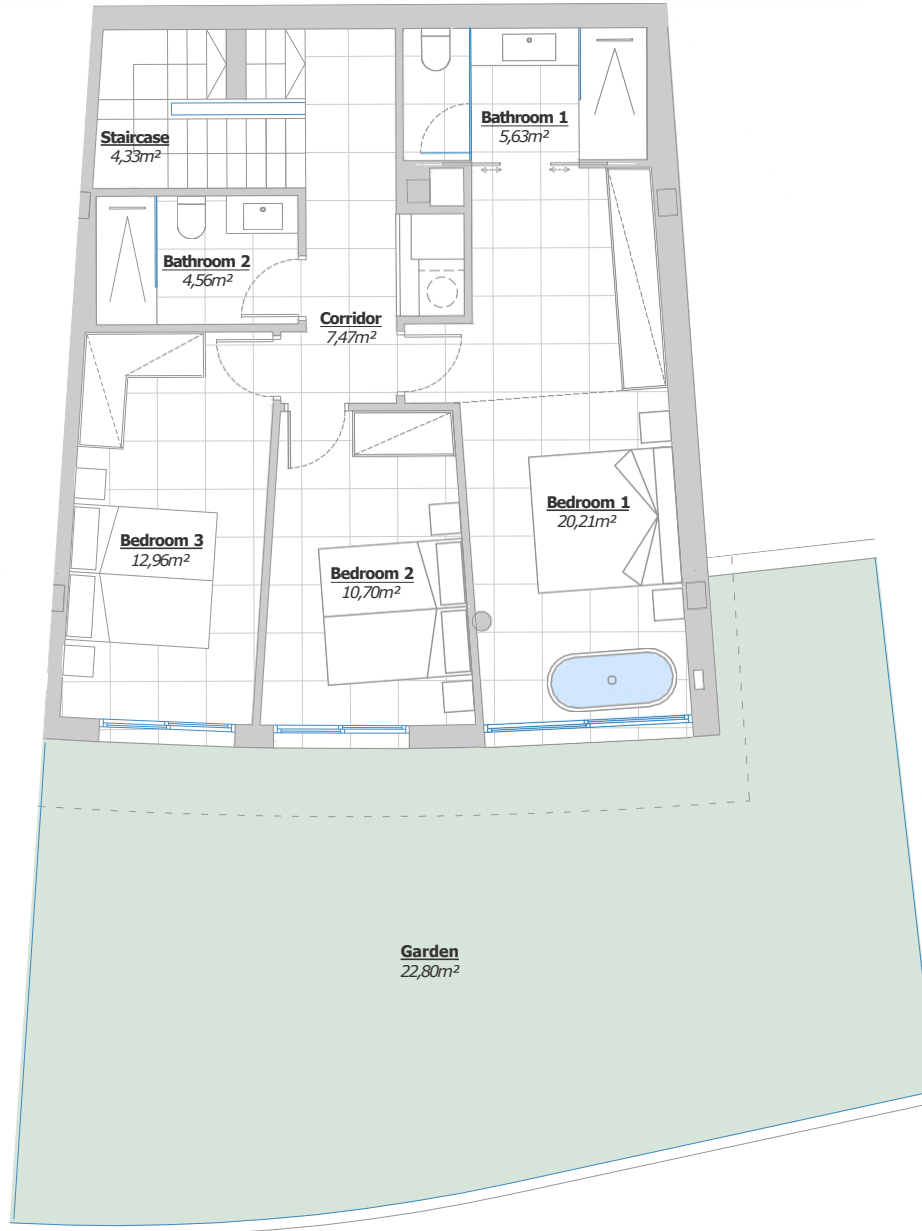 Bathroom 1
5,63m²
Staircase
4,33m²
Bathroom 2
4,56m²
Corridor
7,47m²
Bedroom 1
20,21m²
Bedroom 3
12,96m²
Bedroom 2
10,70m²
Garden
22,80m²